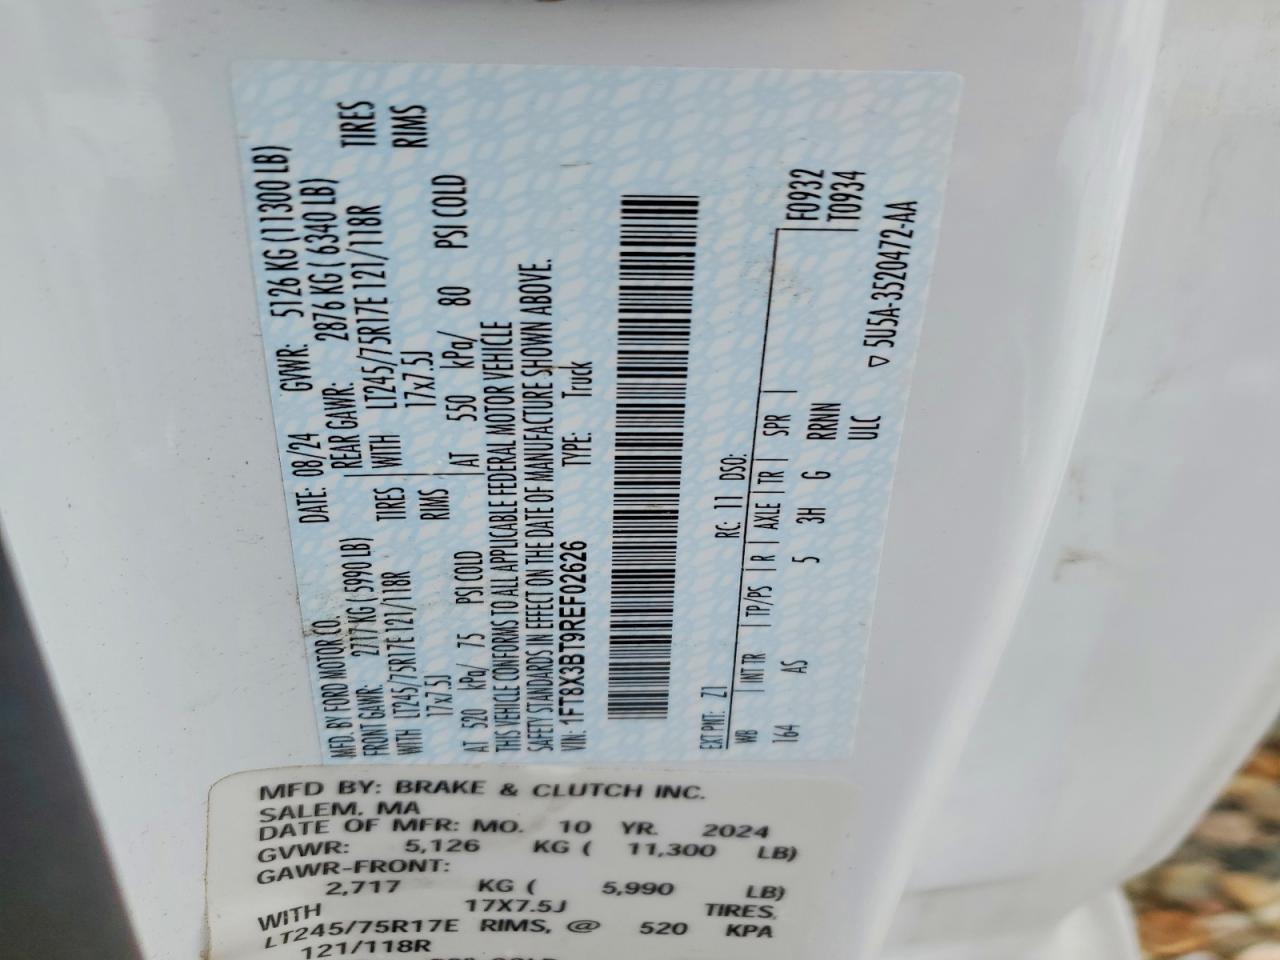 MFD. BY FORD MOTOR CO. DATE: 08/24 GVWR: 5126 KG (11300 LB)
FRONT GAWR: 2717 KG (5990 LB) REAR GAWR: 2876 KG (6340 LB)
WITH LT245/75R17E 121/118R TIRES WITH LT245/75R17E 121/118R TIRES
17x7.5J RIMS 17x7.5J RIMS
AT 520 kPa/ 75 PSI COLD AT 550 kPa/ 80 PSI COLD
THIS VEHICLE CONFORMS TO ALL APPLICABLE FEDERAL MOTOR VEHICLE
SAFETY STANDARDS IN EFFECT ON THE DATE OF MANUFACTURE SHOWN ABOVE.
VIN: 1FT8X3BT9REF02626 TYPE: Truck
EXT PNT: Z1 RC: 11 DSO: F0932
WB INT TR TP/PS R AXLE TR SPR T0934
164 AS 5 3H G RRNN
ULC
▽ 5U5A-3520472-AA
MFD BY: BRAKE & CLUTCH INC.
SALEM, MA
DATE OF MFR: MO. 10 YR. 2024
GVWR: 5,126 KG ( 11,300 LB)
GAWR-FRONT:
2,717 KG ( 5,990 LB)
WITH 17X7.5J TIRES,
LT245/75R17E RIMS, @ 520 KPA
121/118R